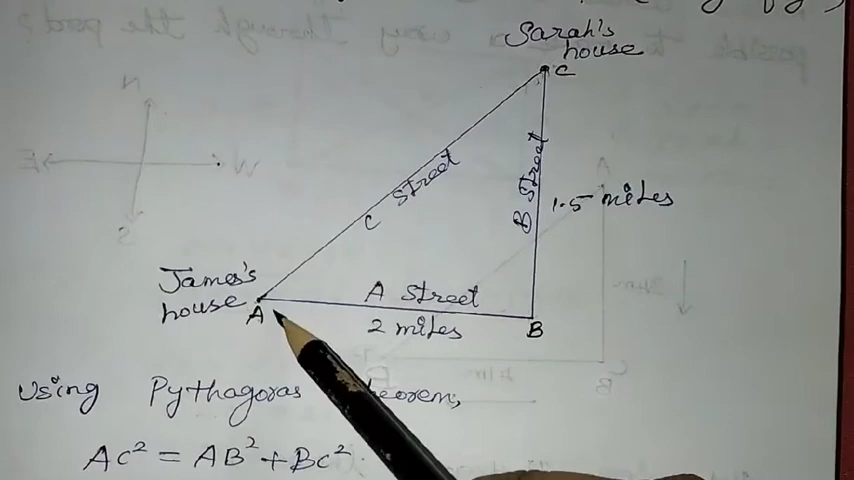 Sarah's
house
C
C Street
B Street
1.5 miles
James's
house
A
A Street
2 miles
B
Using Pythagoras
AC² = AB² + BC²